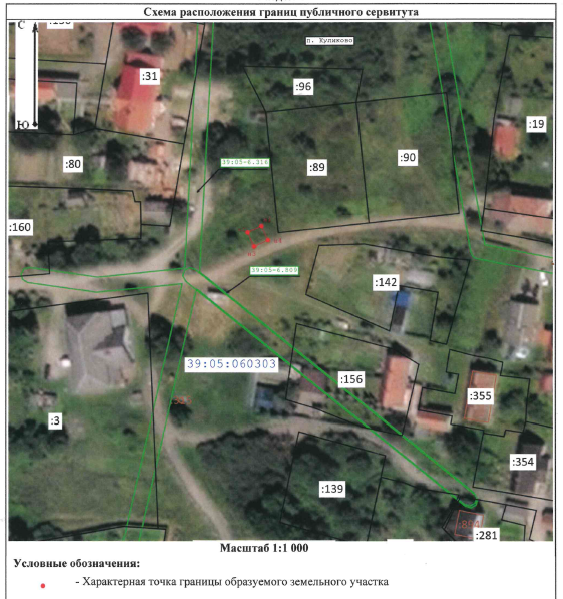 Схема расположения границ публичного сервитута
С
п. Куликово
:31
:96
:19
Ю
:80
39:05-6.316
:89
:90
:160
39:05-6.809
:142
39:05:060303
:156
:355
:3
:354
:139
:281
Масштаб 1:1 000
Условные обозначения:
- Характерная точка границы образуемого земельного участка